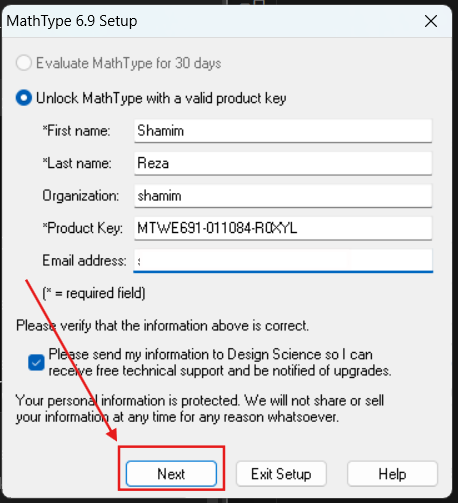 MathType 6.9 Setup
Evaluate MathType for 30 days
Unlock MathType with a valid product key
*First name: Shamim
*Last name: Reza
Organization: shamim
*Product Key: MTWE691-011084-R0XYL
Email address:
(* = required field)
Please verify that the information above is correct.
Please send my information to Design Science so I can
receive free technical support and be notified of upgrades.
Your personal information is protected. We will not share or sell
your information at any time for any reason whatsoever.
Next Exit Setup Help